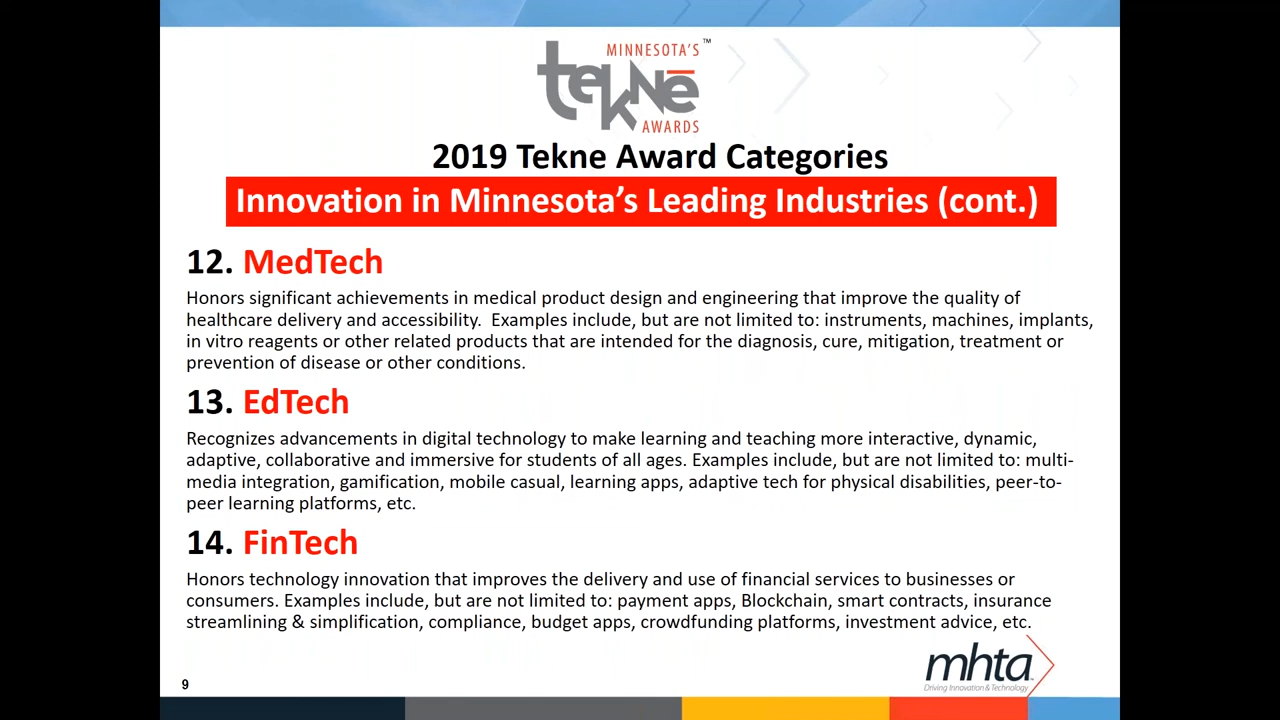 MINNESOTA'S™
tekne
AWARDS
2019 Tekne Award Categories
Innovation in Minnesota's Leading Industries (cont.)
12. MedTech
Honors significant achievements in medical product design and engineering that improve the quality of
healthcare delivery and accessibility.  Examples include, but are not limited to: instruments, machines, implants,
in vitro reagents or other related products that are intended for the diagnosis, cure, mitigation, treatment or
prevention of disease or other conditions.
13. EdTech
Recognizes advancements in digital technology to make learning and teaching more interactive, dynamic,
adaptive, collaborative and immersive for students of all ages. Examples include, but are not limited to: multi-
media integration, gamification, mobile casual, learning apps, adaptive tech for physical disabilities, peer-to-
peer learning platforms, etc.
14. FinTech
Honors technology innovation that improves the delivery and use of financial services to businesses or
consumers. Examples include, but are not limited to: payment apps, Blockchain, smart contracts, insurance
streamlining & simplification, compliance, budget apps, crowdfunding platforms, investment advice, etc.
mhta
Driving Innovation & Technology
9